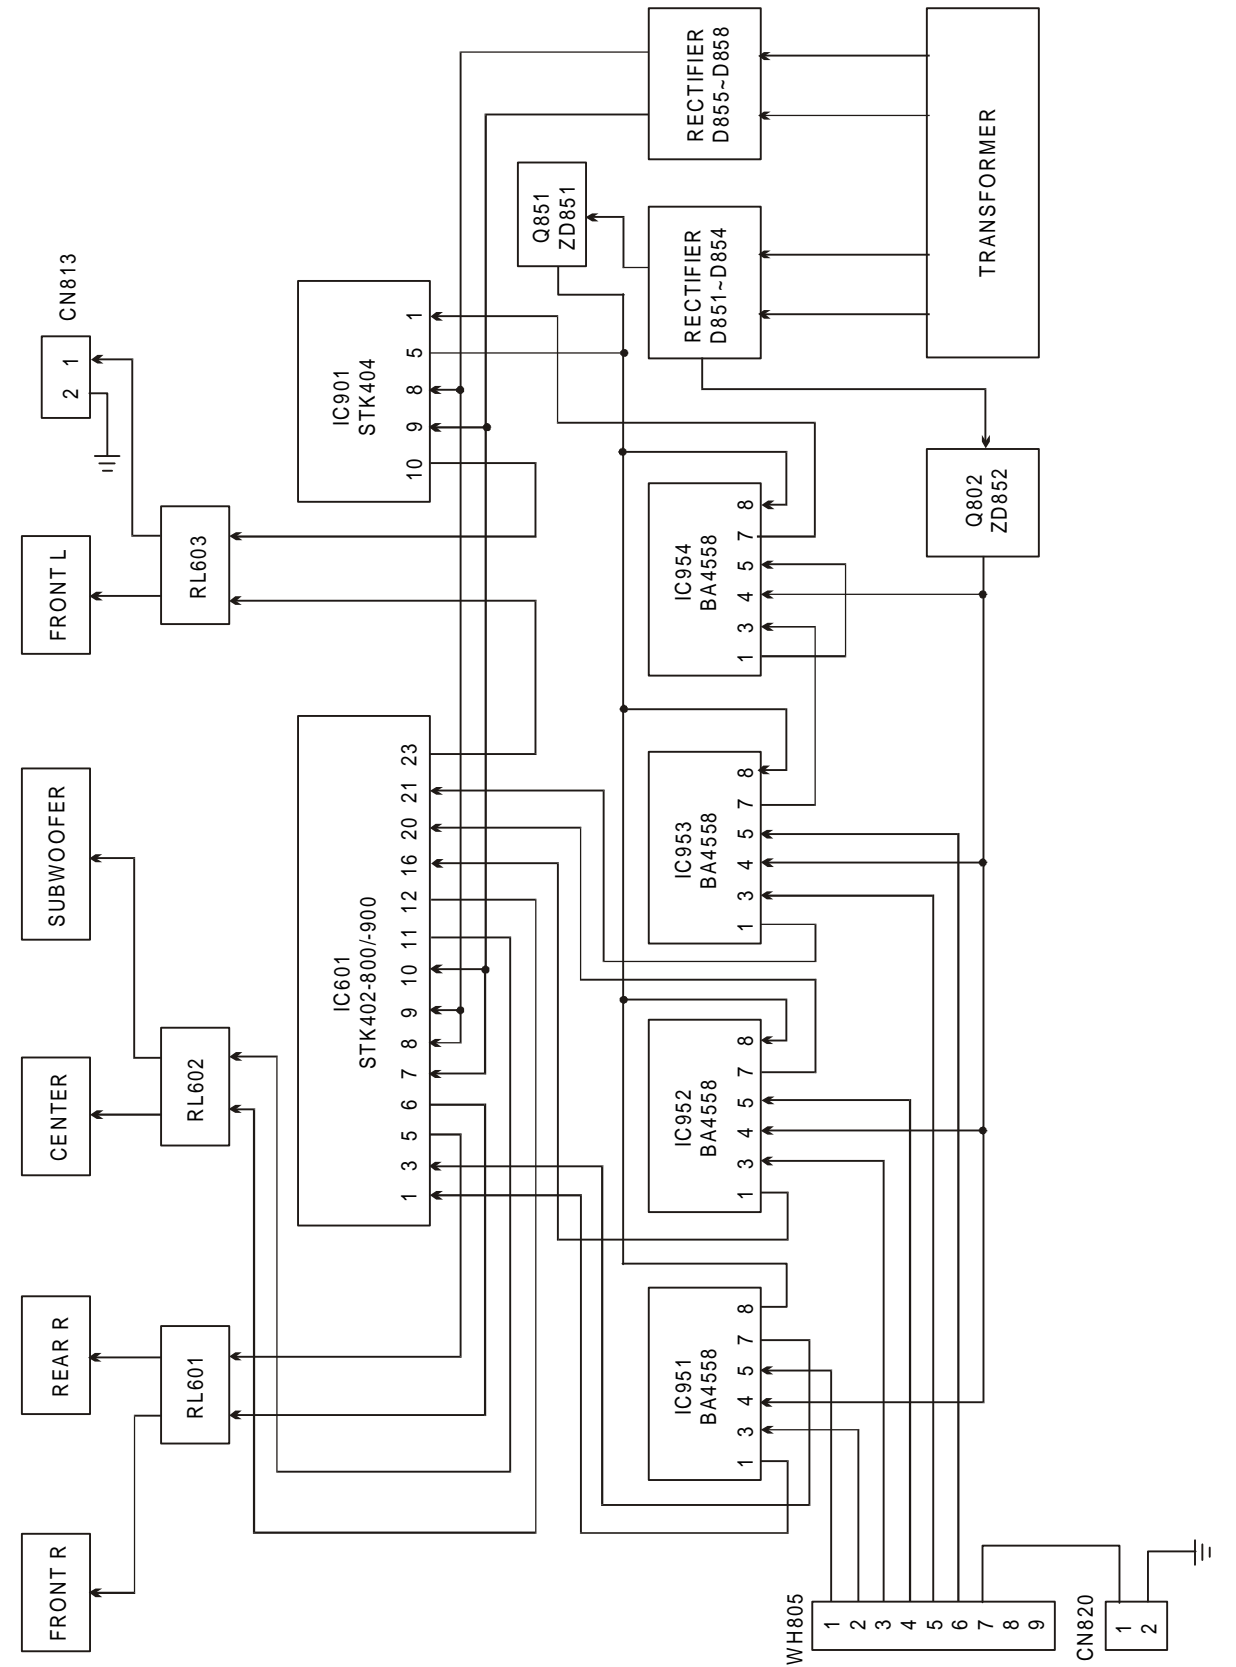 FRONT R
REAR R
CENTER
SUBWOOFER
FRONT L
2 1
CN813
RL601
RL602
RL603
IC601
STK402-800/-900
1 3 5 6 7 8 9 10 11 12 16 20 21 23
IC901
STK404
10 9 8 5 1
Q851
ZD851
IC951
BA4558
1 3 4 5 7 8
IC952
BA4558
1 3 4 5 7 8
IC953
BA4558
1 3 4 5 7 8
IC954
BA4558
1 3 4 5 7 8
RECTIFIER
D851~D854
RECTIFIER
D855~D858
WH805
1
2
3
4
5
6
7
8
9
Q802
ZD852
TRANSFORMER
CN820
1
2